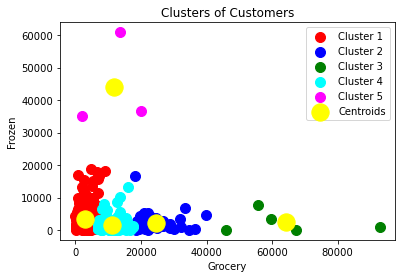 Clusters of Customers
Cluster 1
Cluster 2
Cluster 3
Cluster 4
Cluster 5
Centroids
Frozen
60000
50000
40000
30000
20000
10000
0
0
20000
40000
60000
80000
Grocery